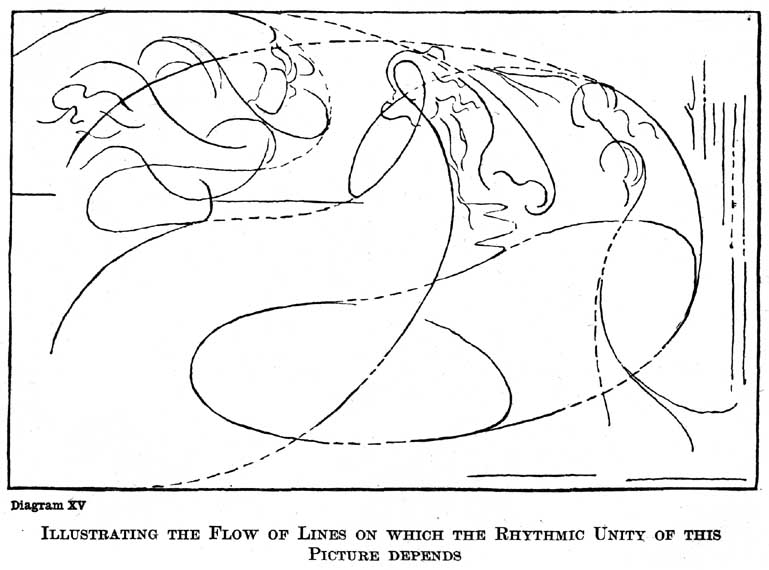 Diagram XV
Illustrating the Flow of Lines on which the Rhythmic Unity of this
Picture depends